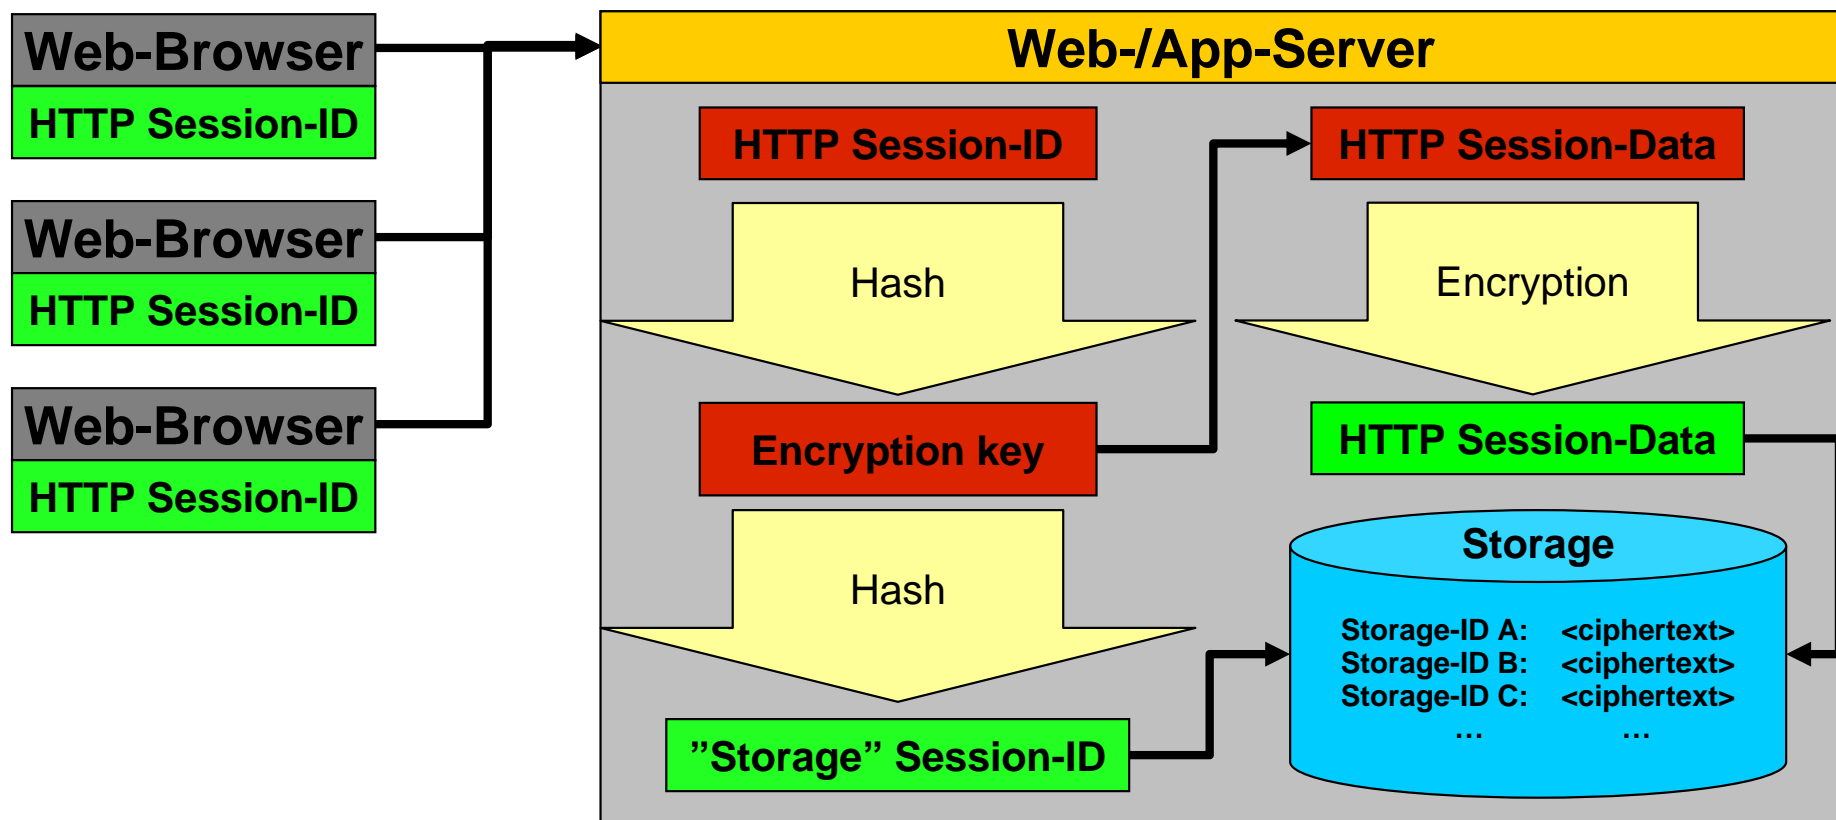 Web-Browser
HTTP Session-ID
Web-Browser
HTTP Session-ID
Web-Browser
HTTP Session-ID
Web-/App-Server
HTTP Session-ID
Hash
Encryption key
Hash
”Storage” Session-ID
HTTP Session-Data
Encryption
HTTP Session-Data
Storage
Storage-ID A: <ciphertext>
Storage-ID B: <ciphertext>
Storage-ID C: <ciphertext>
... ...